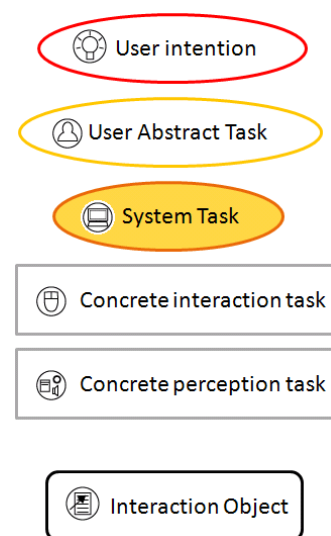 User intention
User Abstract Task
System Task
Concrete interaction task
Concrete perception task
Interaction Object